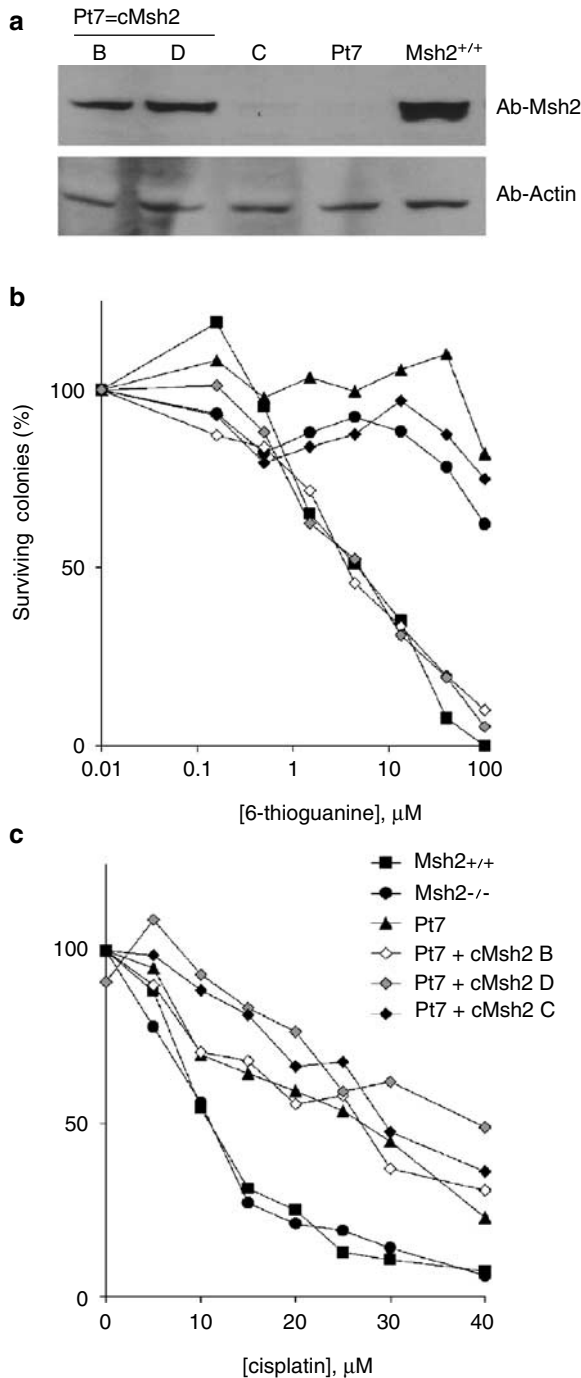 a
Pt7=cMsh2
B D C Pt7 Msh2+/+
Ab-Msh2
Ab-Actin
b
100
50
0
Surviving colonies (%)
0.01 0.1 1 10 100
[6-thioguanine], μM
c
Msh2+/+
Msh2-/-
Pt7
Pt7 + cMsh2 B
Pt7 + cMsh2 D
Pt7 + cMsh2 C
100
50
0
0 10 20 30 40
[cisplatin], μM